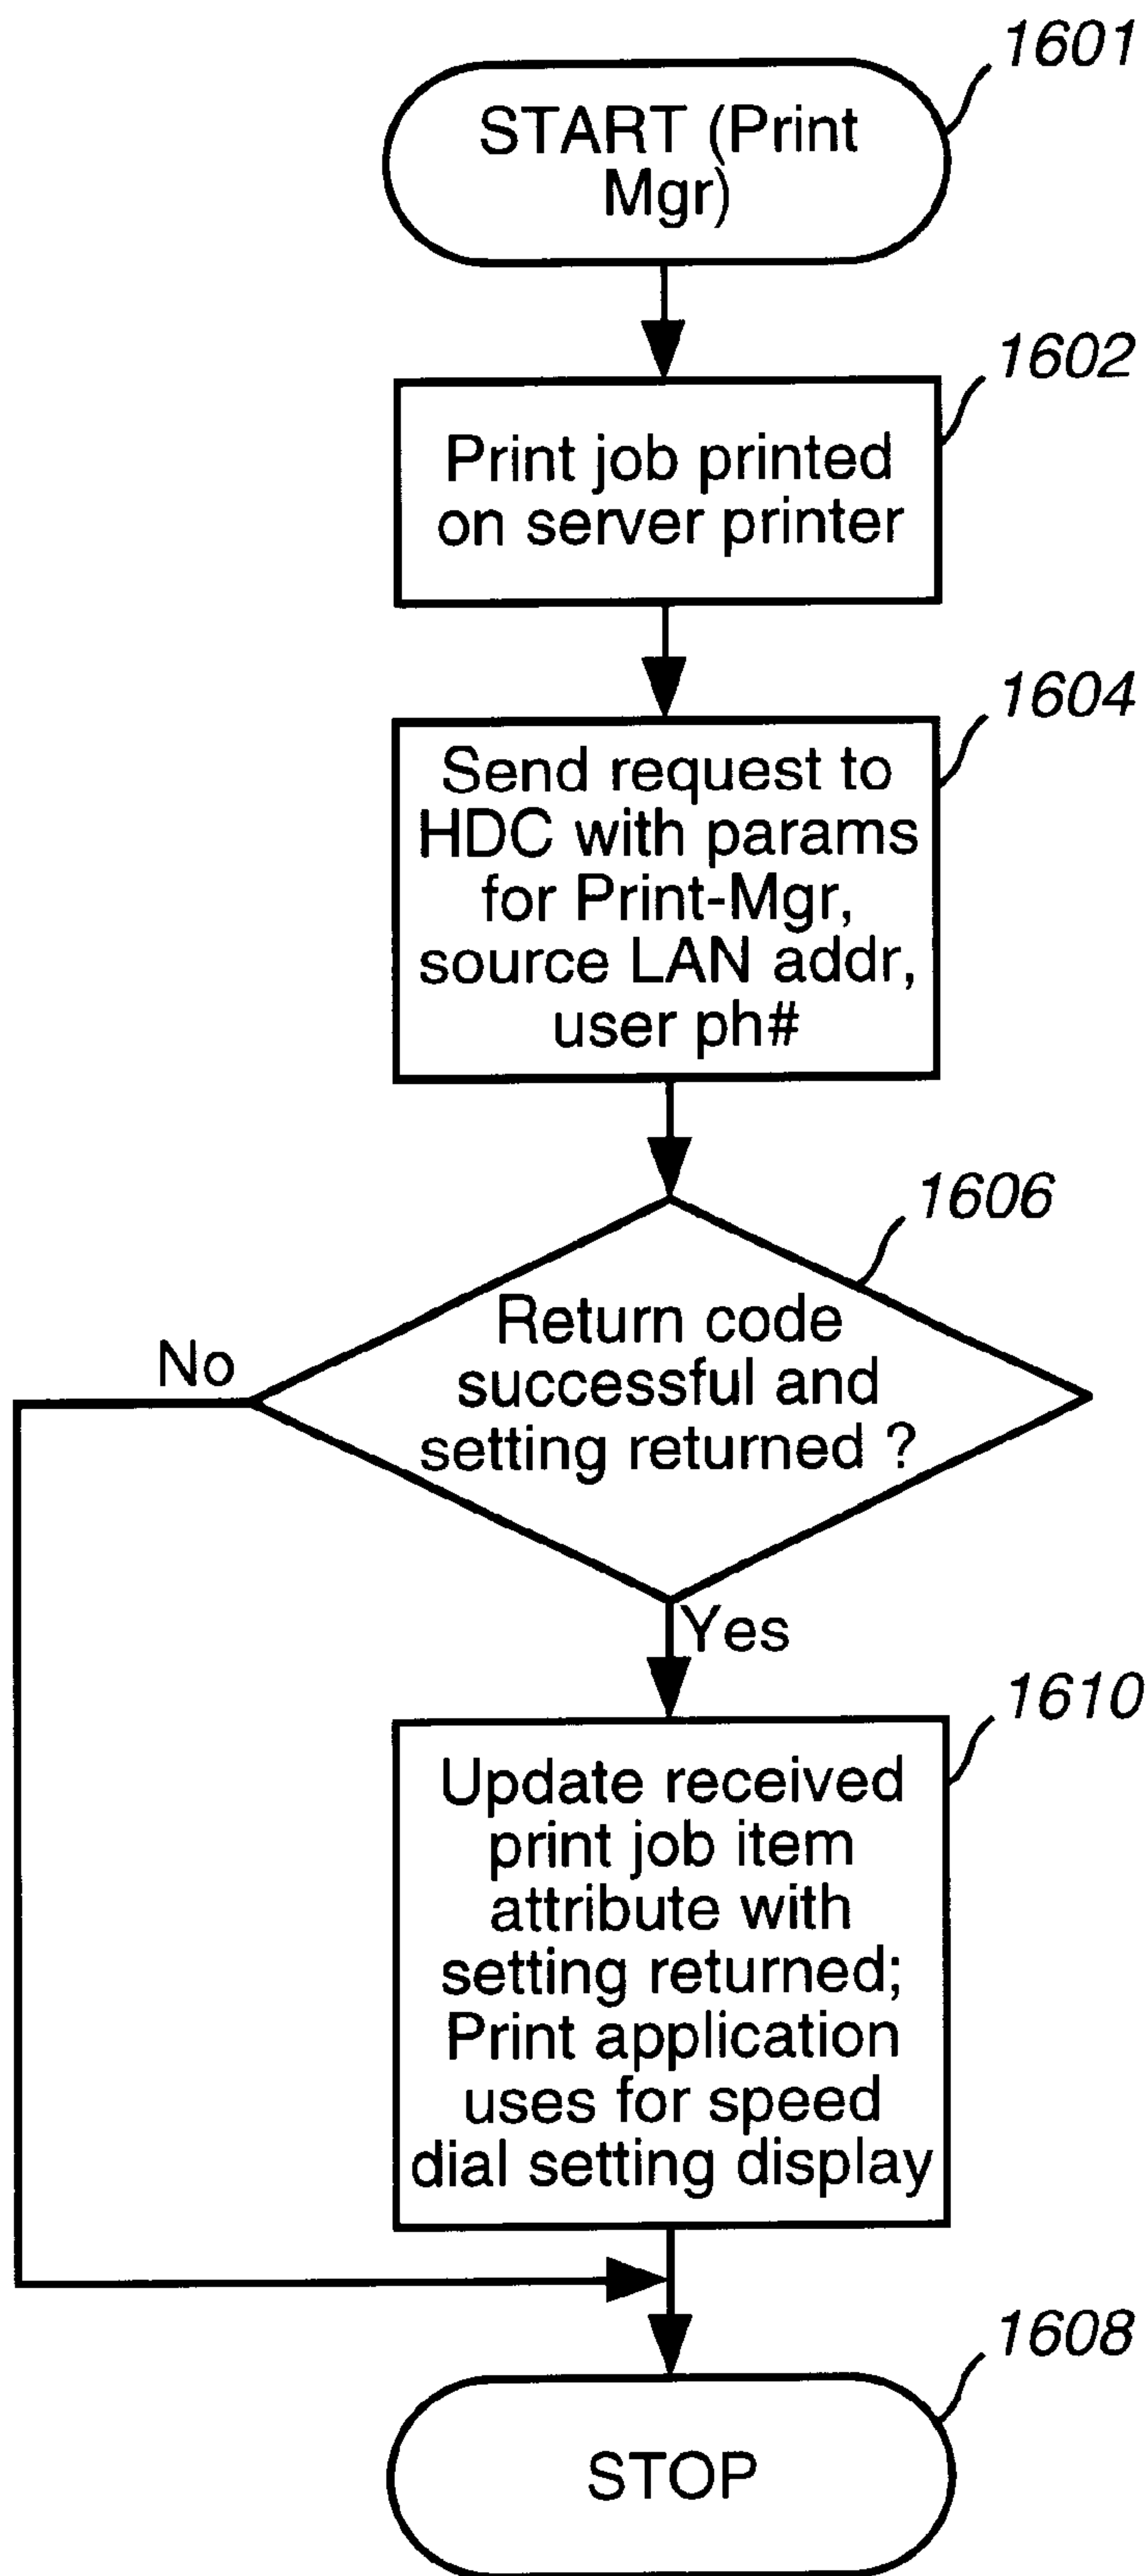 1601
START (Print
Mgr)
1602
Print job printed
on server printer
1604
Send request to
HDC with params
for Print-Mgr,
source LAN addr,
user ph#
1606
Return code
successful and
setting returned ?
No
Yes
1610
Update received
print job item
attribute with
setting returned;
Print application
uses for speed
dial setting display
1608
STOP